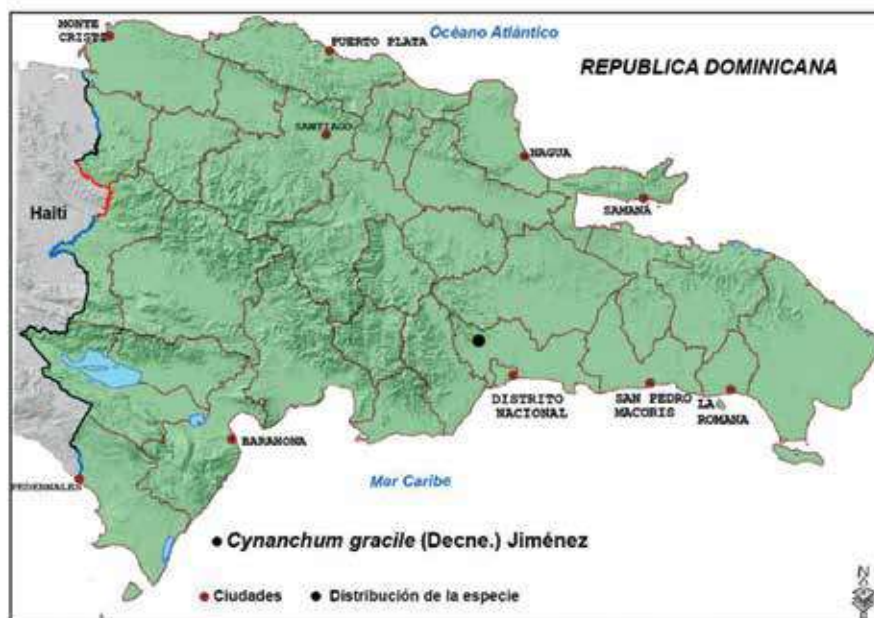 MONTE
CRISTI
PUERTO PLATA
Océano Atlántico
REPUBLICA DOMINICANA
SANTIAGO
NAGUA
SAMANÁ
Haití
DISTRITO
NACIONAL
SAN PEDRO
MACORIS
LA
ROMANA
BARAHONA
Mar Caribe
PEDERNALES
Cynanchum gracile (Decne.) Jiménez
Ciudades
Distribución de la especie
N